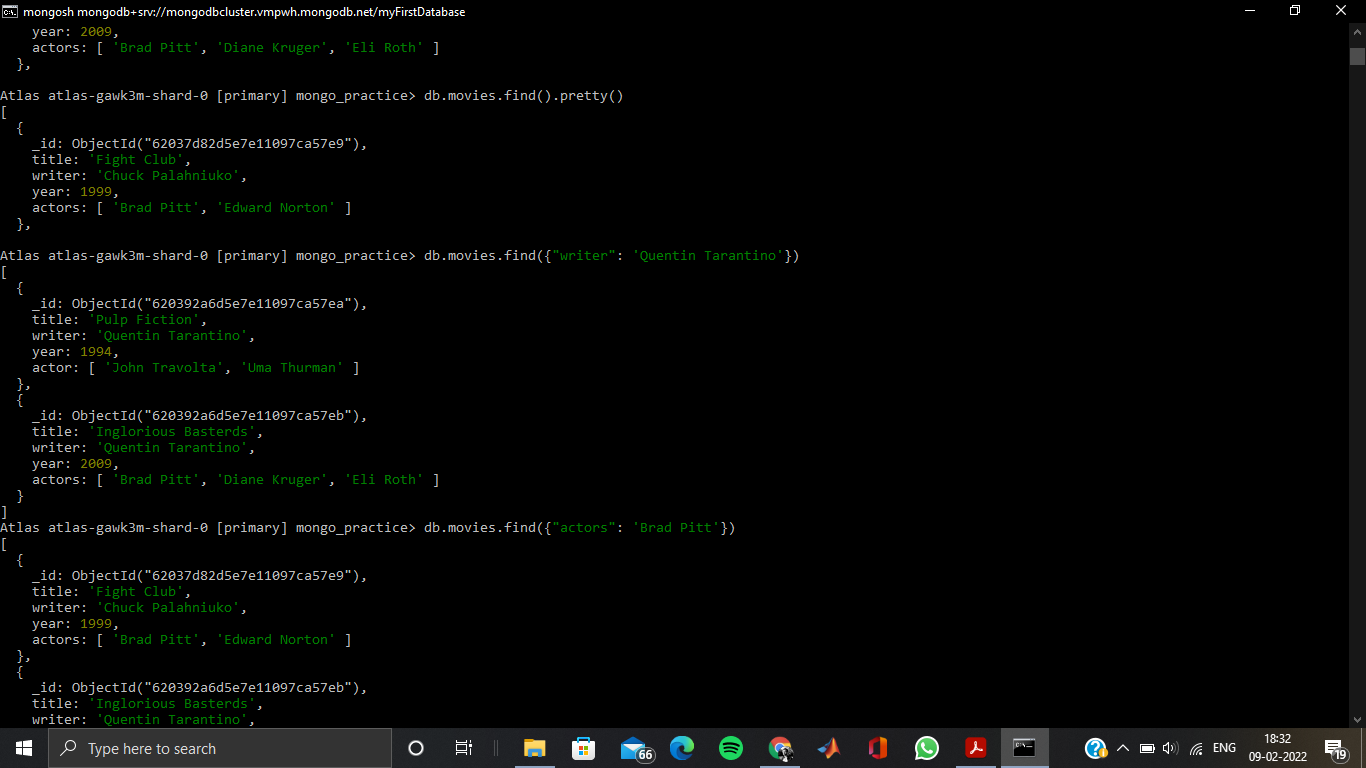 mongosh mongodb+srv://mongodbcluster.vmpwh.mongodb.net/myFirstDatabase
year: 2009,
actors: [ 'Brad Pitt', 'Diane Kruger', 'Eli Roth' ]
},
Atlas atlas-gawk3m-shard-0 [primary] mongo_practice> db.movies.find().pretty()
[
{
_id: ObjectId("62037d82d5e7e11097ca57e9"),
title: 'Fight Club',
writer: 'Chuck Palahniuko',
year: 1999,
actors: [ 'Brad Pitt', 'Edward Norton' ]
},
Atlas atlas-gawk3m-shard-0 [primary] mongo_practice> db.movies.find({"writer": 'Quentin Tarantino'})
[
{
_id: ObjectId("620392a6d5e7e11097ca57ea"),
title: 'Pulp Fiction',
writer: 'Quentin Tarantino',
year: 1994,
actor: [ 'John Travolta', 'Uma Thurman' ]
},
{
_id: ObjectId("620392a6d5e7e11097ca57eb"),
title: 'Inglorious Basterds',
writer: 'Quentin Tarantino',
year: 2009,
actors: [ 'Brad Pitt', 'Diane Kruger', 'Eli Roth' ]
}
]
Atlas atlas-gawk3m-shard-0 [primary] mongo_practice> db.movies.find({"actors": 'Brad Pitt'})
[
{
_id: ObjectId("62037d82d5e7e11097ca57e9"),
title: 'Fight Club',
writer: 'Chuck Palahniuko',
year: 1999,
actors: [ 'Brad Pitt', 'Edward Norton' ]
},
{
_id: ObjectId("620392a6d5e7e11097ca57eb"),
title: 'Inglorious Basterds',
writer: 'Quentin Tarantino',
Type here to search
66
ENG
18:32
09-02-2022
19